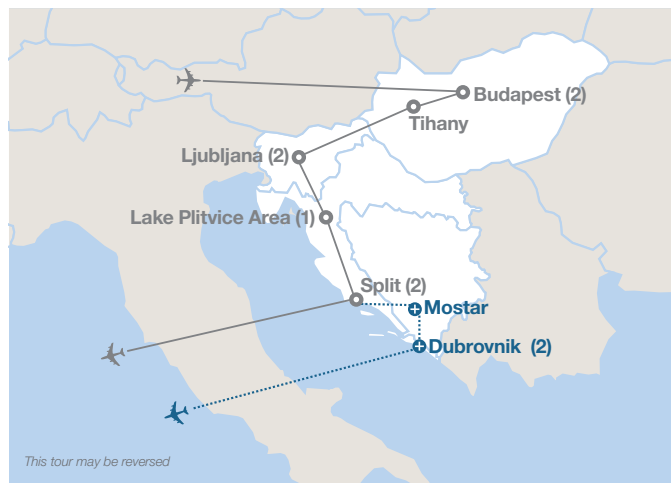 Budapest (2)
Tihany
Ljubljana (2)
Lake Plitvice Area (1)
Split (2)
Mostar
Dubrovnik (2)
This tour may be reversed